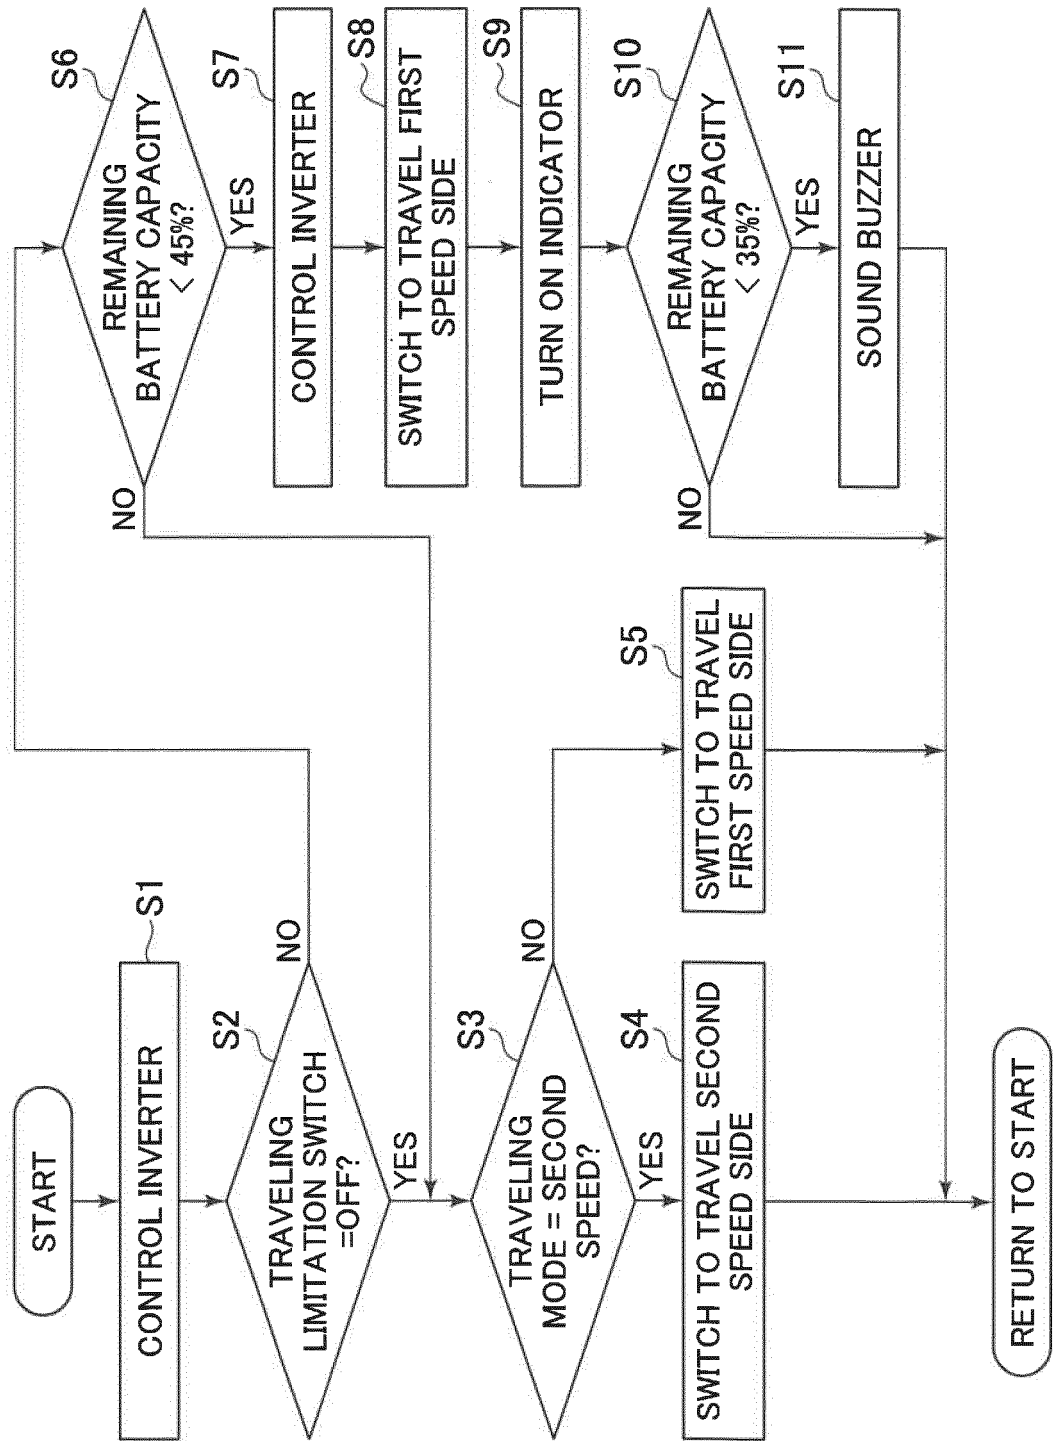 START
CONTROL INVERTER
S1
TRAVELING
LIMITATION SWITCH
=OFF?
S2
NO
YES
TRAVELING
MODE = SECOND
SPEED?
S3
NO
YES
SWITCH TO TRAVEL SECOND
SPEED SIDE
S4
SWITCH TO TRAVEL
FIRST SPEED SIDE
S5
RETURN TO START
REMAINING
BATTERY CAPACITY
< 45%?
S6
NO
YES
CONTROL INVERTER
S7
SWITCH TO TRAVEL FIRST
SPEED SIDE
S8
TURN ON INDICATOR
S9
REMAINING
BATTERY CAPACITY
< 35%?
S10
NO
YES
SOUND BUZZER
S11